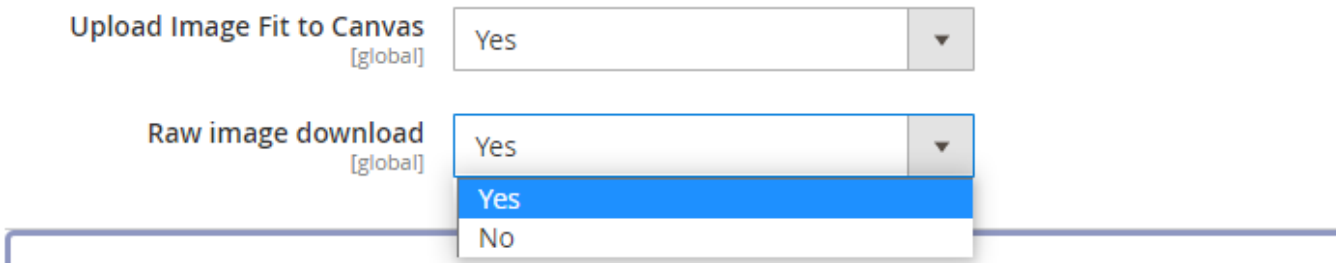 Upload Image Fit to Canvas
Yes
[global]
Raw image download
Yes
[global]
Yes
No